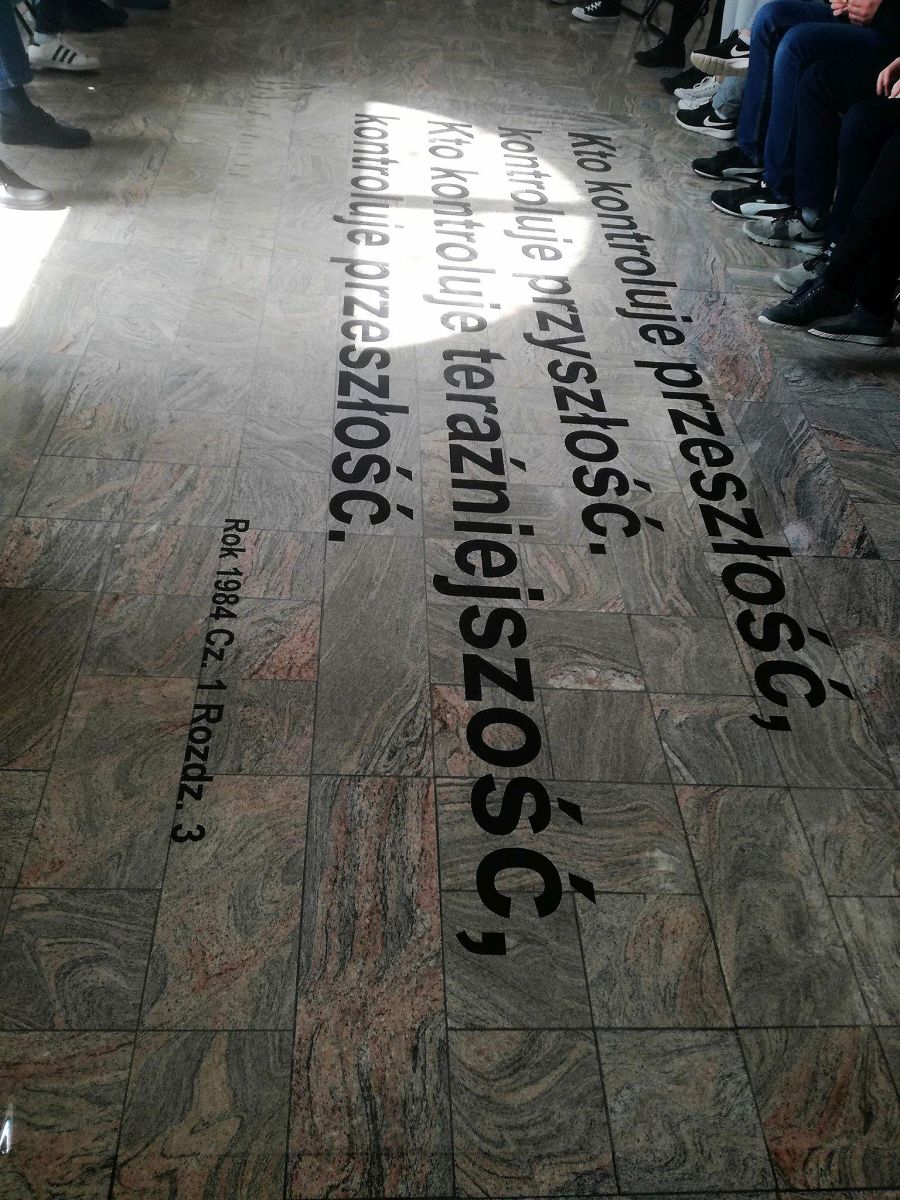 Kto kontroluje przeszłość,
kontroluje przyszłość.
Kto kontroluje teraźniejszość,
kontroluje przeszłość.
Rok 1984 Cz. 1 Rozdz. 3